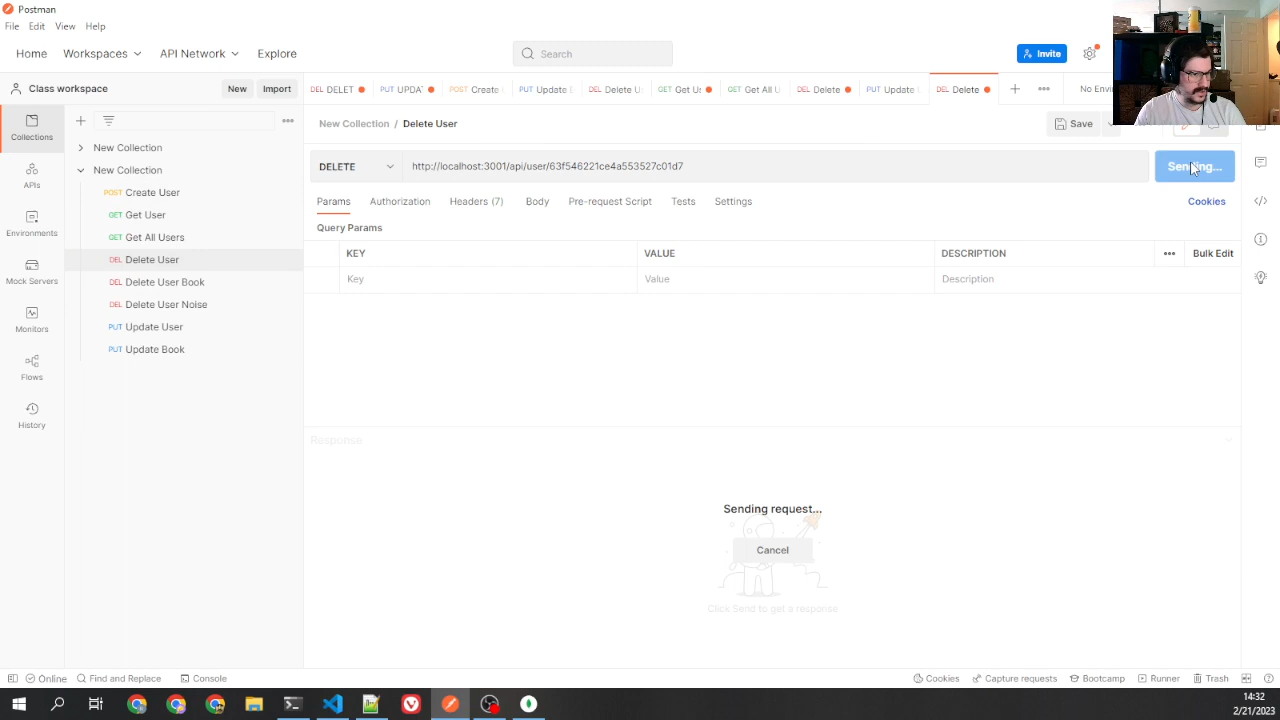 Postman
File Edit View Help
Home Workspaces API Network Explore
Search
Invite
Class workspace
New Import
DEL DELET PUT UPDA POST Create PUT Update DEL Delete U GET Get Us GET Get All U DEL Delete PUT Update DEL Delete
No Envi
Collections
APIs
Environments
Mock Servers
Monitors
Flows
History
New Collection
New Collection
POST Create User
GET Get User
GET Get All Users
DEL Delete User
DEL Delete User Book
DEL Delete User Noise
PUT Update User
PUT Update Book
New Collection / Delete User
Save
DELETE http://localhost:3001/api/user/63f546221ce4a553527c01d7 Sending...
Params Authorization Headers (7) Body Pre-request Script Tests Settings Cookies
Query Params
KEY VALUE DESCRIPTION Bulk Edit
Key Value Description
Response
Sending request...
Cancel
Click Send to get a response
Online Find and Replace Console Cookies Capture requests Bootcamp Runner Trash
14:32
2/21/2023